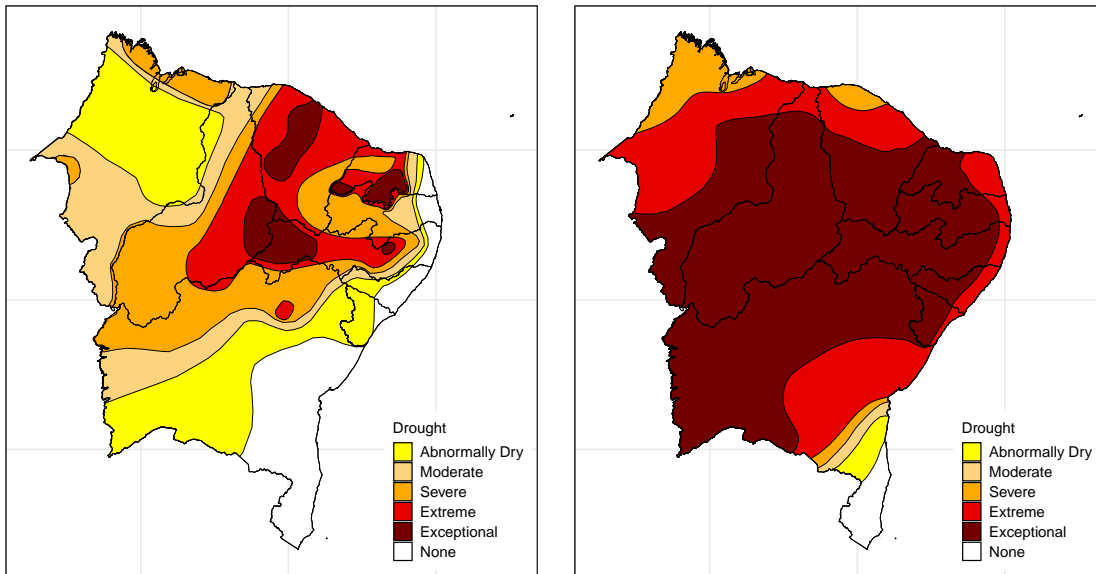 Drought
Abnormally Dry
Moderate
Severe
Extreme
Exceptional
None
Drought
Abnormally Dry
Moderate
Severe
Extreme
Exceptional
None